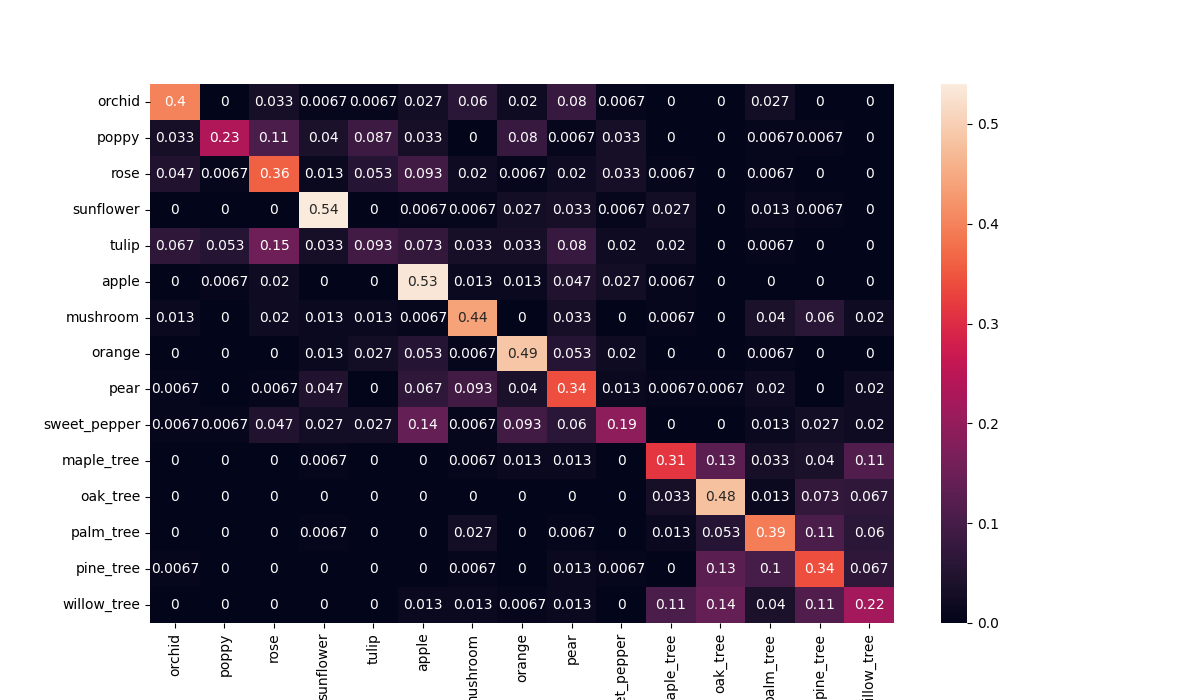 orchid 0.4 0 0.033 0.0067 0.0067 0.027 0.06 0.02 0.08 0.0067 0 0 0.027 0 0
poppy 0.033 0.23 0.11 0.04 0.087 0.033 0 0.08 0.0067 0.033 0 0 0.0067 0.0067 0
rose 0.047 0.0067 0.36 0.013 0.053 0.093 0.02 0.0067 0.02 0.033 0.0067 0 0.0067 0 0
sunflower 0 0 0 0.54 0 0.0067 0.0067 0.027 0.033 0.0067 0.027 0 0.013 0.0067 0
tulip 0.067 0.053 0.15 0.033 0.093 0.073 0.033 0.033 0.08 0.02 0.02 0 0.0067 0 0
apple 0 0.0067 0.02 0 0 0.53 0.013 0.013 0.047 0.027 0.0067 0 0 0 0
mushroom 0.013 0 0.02 0.013 0.013 0.0067 0.44 0 0.033 0 0.0067 0 0.04 0.06 0.02
orange 0 0 0 0.013 0.027 0.053 0.0067 0.49 0.053 0.02 0 0 0.0067 0 0
pear 0.0067 0 0.0067 0.047 0 0.067 0.093 0.04 0.34 0.013 0.0067 0.0067 0.02 0 0.02
sweet_pepper 0.0067 0.0067 0.047 0.027 0.027 0.14 0.0067 0.093 0.06 0.19 0 0 0.013 0.027 0.02
maple_tree 0 0 0 0.0067 0 0 0.0067 0.013 0.013 0 0.31 0.13 0.033 0.04 0.11
oak_tree 0 0 0 0 0 0 0 0 0 0 0.033 0.48 0.013 0.073 0.067
palm_tree 0 0 0 0.0067 0 0 0.027 0 0.0067 0 0.013 0.053 0.39 0.11 0.06
pine_tree 0.0067 0 0 0 0 0 0.0067 0 0.013 0.0067 0 0.13 0.1 0.34 0.067
willow_tree 0 0 0 0 0 0.013 0.013 0.0067 0.013 0 0.11 0.14 0.04 0.11 0.22
orchid poppy rose sunflower tulip apple ushroom orange pear et_pepper aple_tree oak_tree palm_tree pine_tree illow_tree
0.5
0.4
0.3
0.2
0.1
0.0